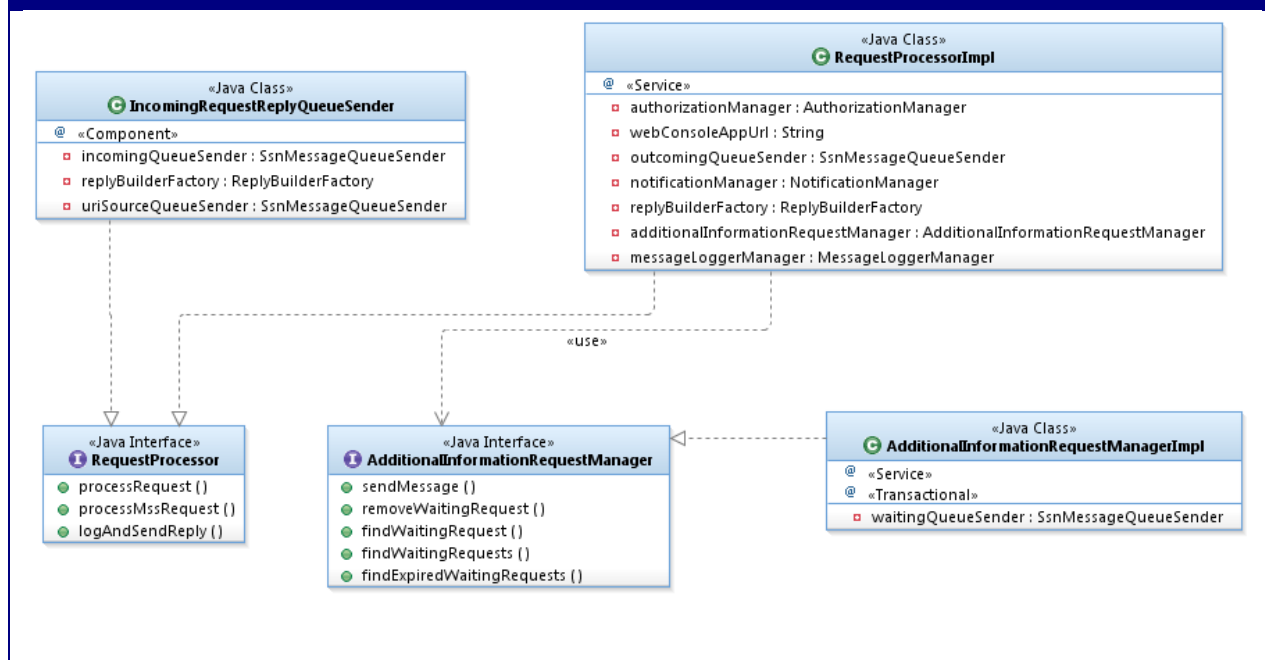 «Java Class»
IncomingRequestReplyQueueSender
«Component»
incomingQueueSender : SsnMessageQueueSender
replyBuilderFactory : ReplyBuilderFactory
uriSourceQueueSender : SsnMessageQueueSender
«Java Class»
RequestProcessorImpl
«Service»
authorizationManager : AuthorizationManager
webConsoleAppUrl : String
outcomingQueueSender : SsnMessageQueueSender
notificationManager : NotificationManager
replyBuilderFactory : ReplyBuilderFactory
additionalInformationRequestManager : AdditionalInformationRequestManager
messageLoggerManager : MessageLoggerManager
«use»
«Java Interface»
RequestProcessor
processRequest ( )
processMssRequest ( )
logAndSendReply ( )
«Java Interface»
AdditionalInformationRequestManager
sendMessage ( )
removeWaitingRequest ( )
findWaitingRequest ( )
findWaitingRequests ( )
findExpiredWaitingRequests ( )
«Java Class»
AdditionalInformationRequestManagerImpl
«Service»
«Transactional»
waitingQueueSender : SsnMessageQueueSender